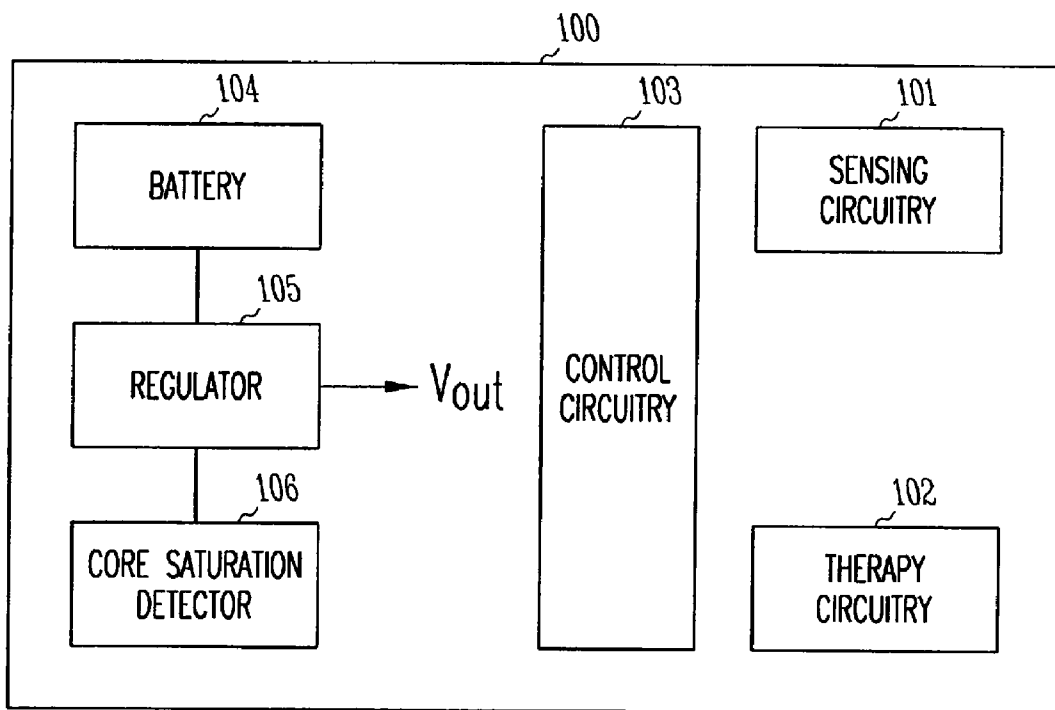 100
104
BATTERY
103
101
SENSING
CIRCUITRY
105
REGULATOR
Vout
CONTROL
CIRCUITRY
106
CORE SATURATION
DETECTOR
102
THERAPY
CIRCUITRY